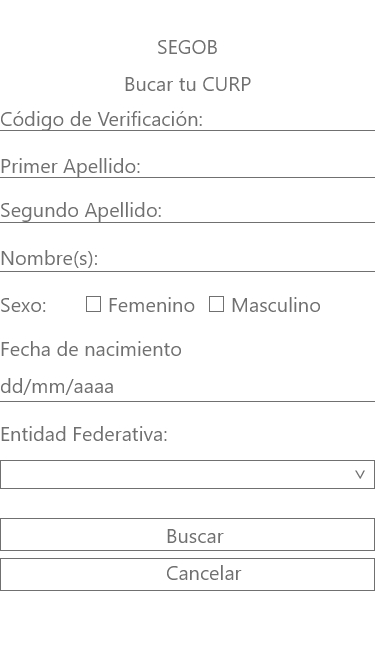 SEGOB
Bucar tu CURP
Código de Verificación:
Primer Apellido:
Segundo Apellido:
Nombre(s):
Sexo: Femenino Masculino
Fecha de nacimiento
dd/mm/aaaa
Entidad Federativa:
Buscar
Cancelar